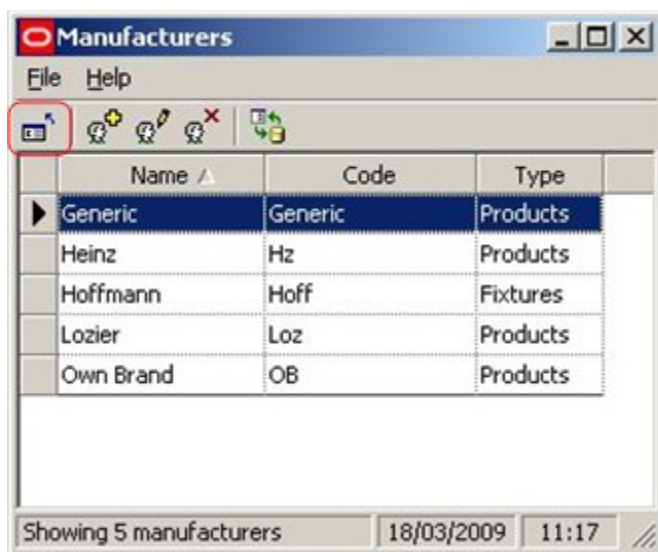 Manufacturers
File Help
Name Code Type
Generic Generic Products
Heinz Hz Products
Hoffmann Hoff Fixtures
Lozier Loz Products
Own Brand OB Products
Showing 5 manufacturers 18/03/2009 11:17